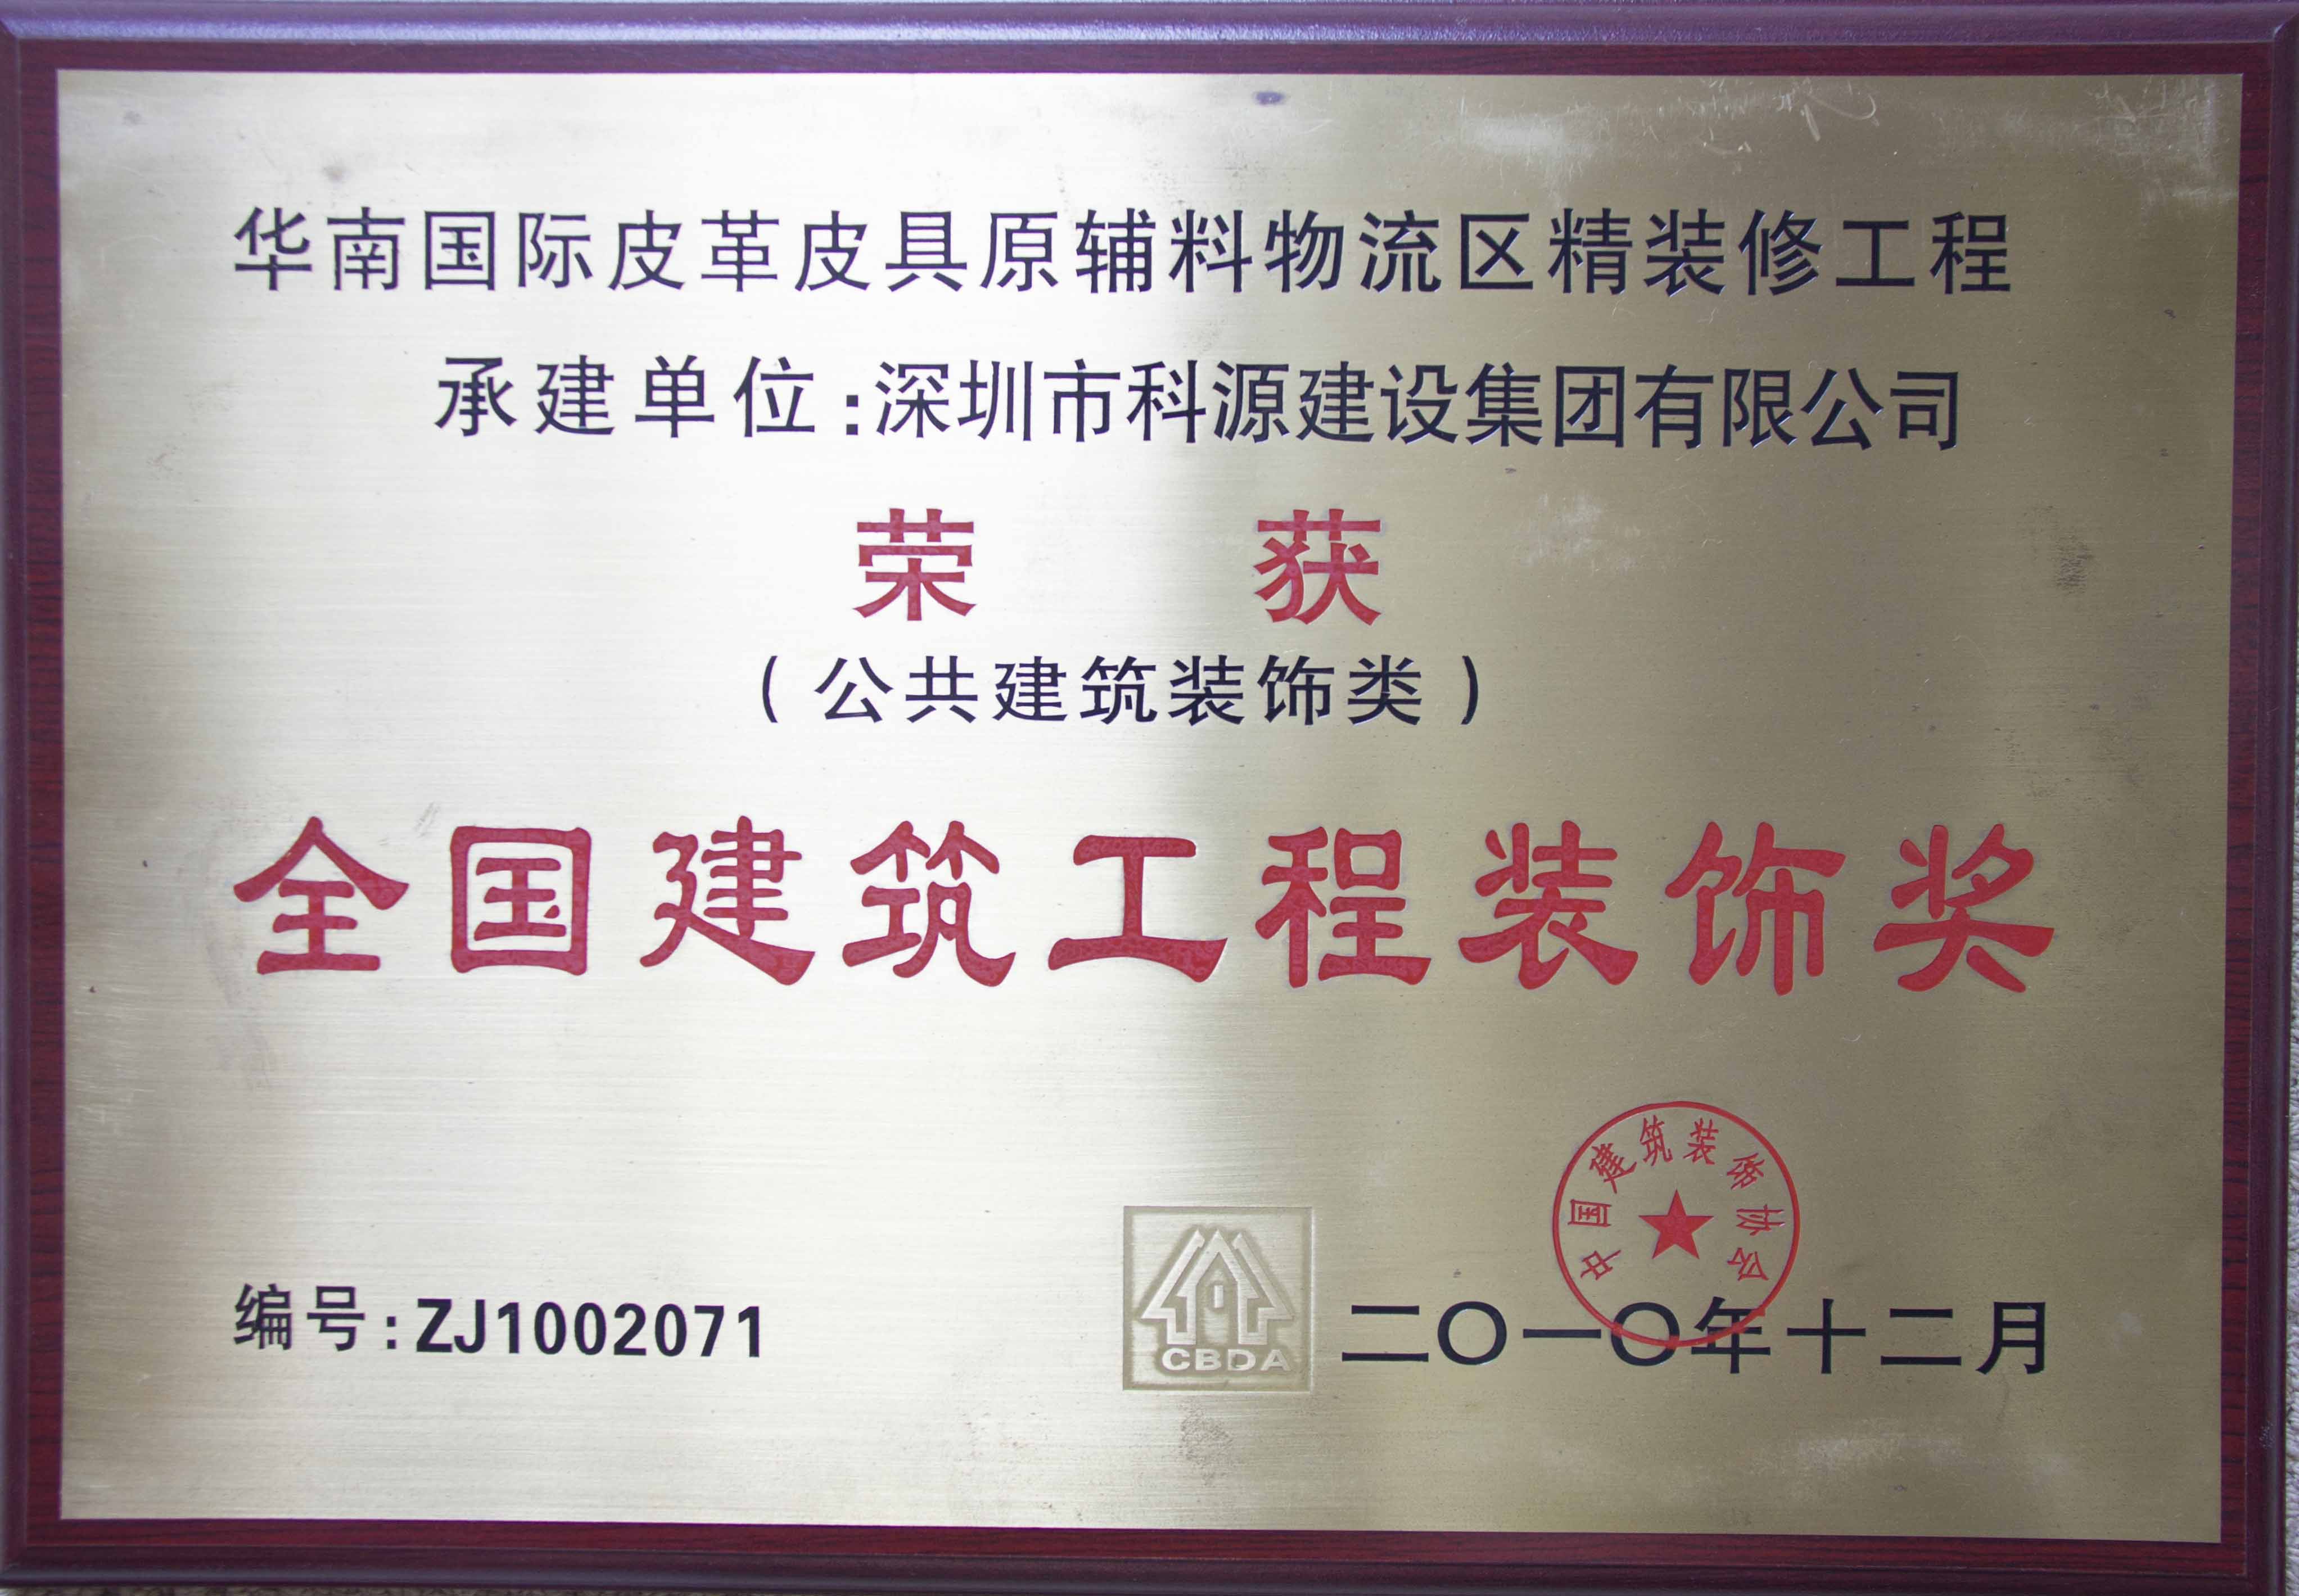 华南国际皮革皮具原辅料物流区精装修工程
承建单位:深圳市科源建设集团有限公司
荣 获
(公共建筑装饰类)
全国建筑工程装饰奖
中国建筑装饰协会
编号:ZJ1002071
CBDA
二〇一〇年十二月